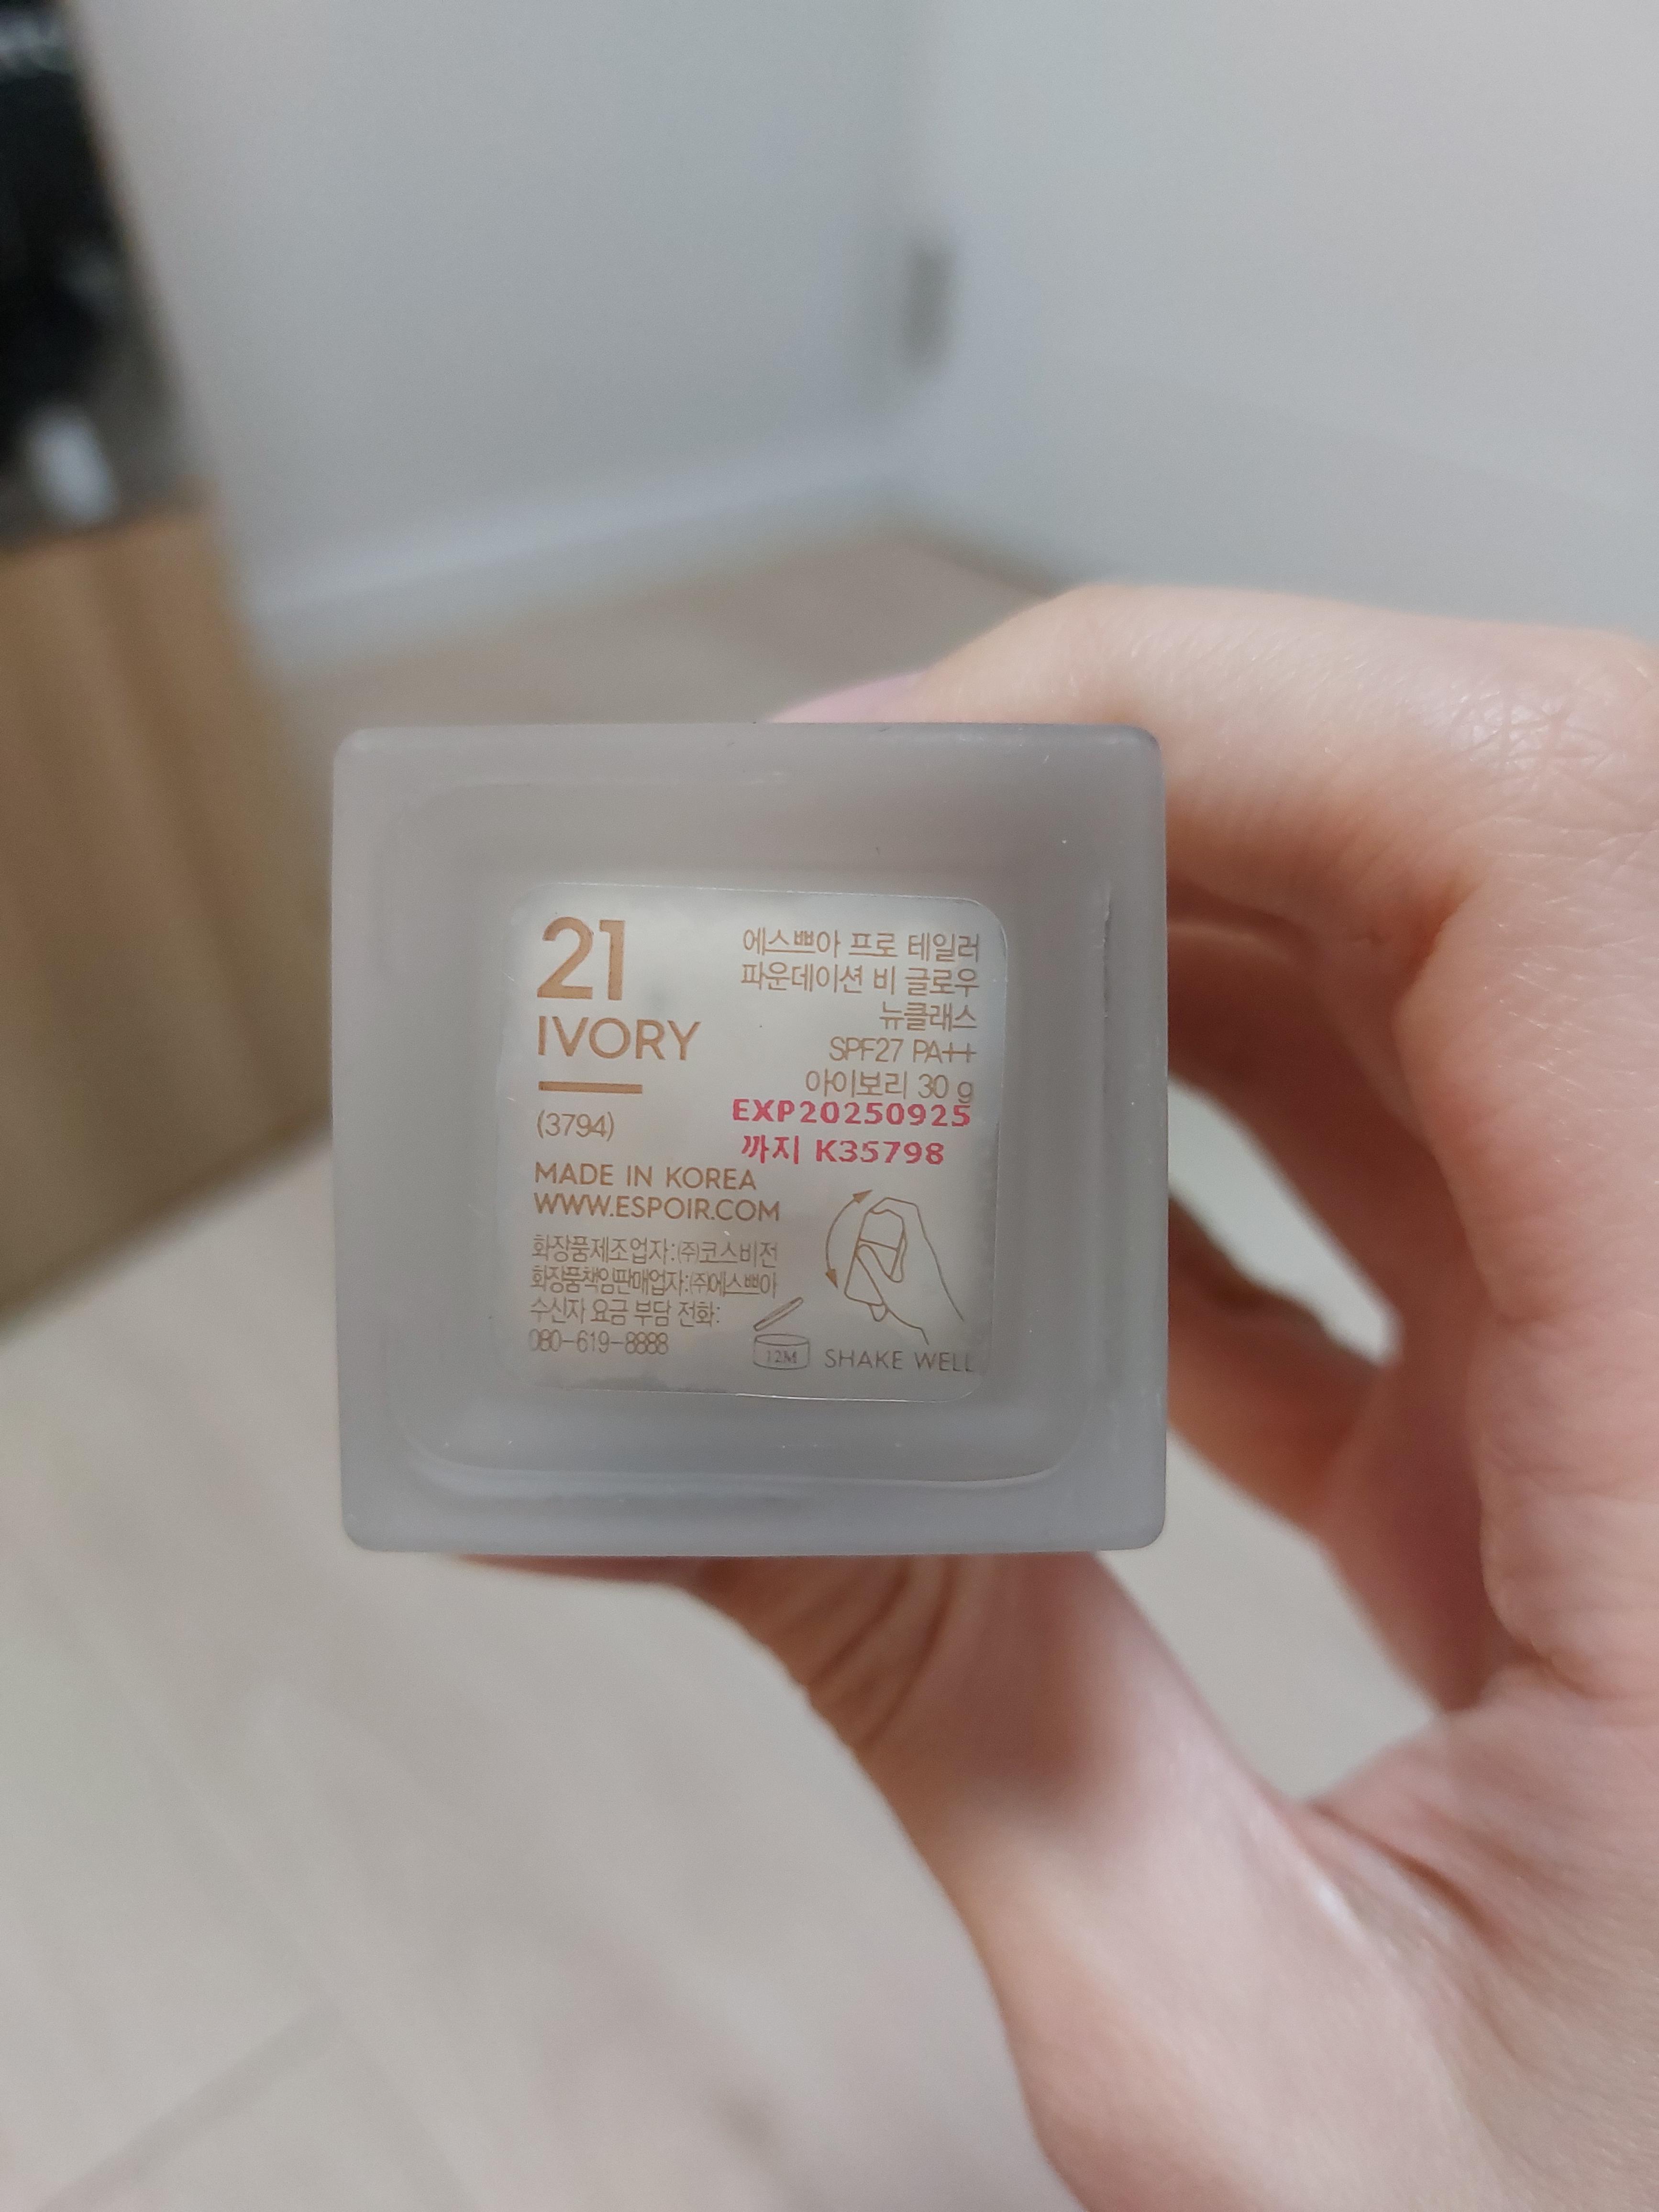 21
IVORY
(3794)
에스쁘아 프로 테일러
파운데이션 비 글로우
뉴클래스
SPF27 PA++
아이보리 30 g
EXP20250925
까지 K35798
MADE IN KOREA
WWW.ESPOIR.COM
화장품제조업자:㈜코스비전
화장품책임판매업자:㈜에스쁘아
수신자 요금 부담 전화:
080-619-8888
12M
SHAKE WELL